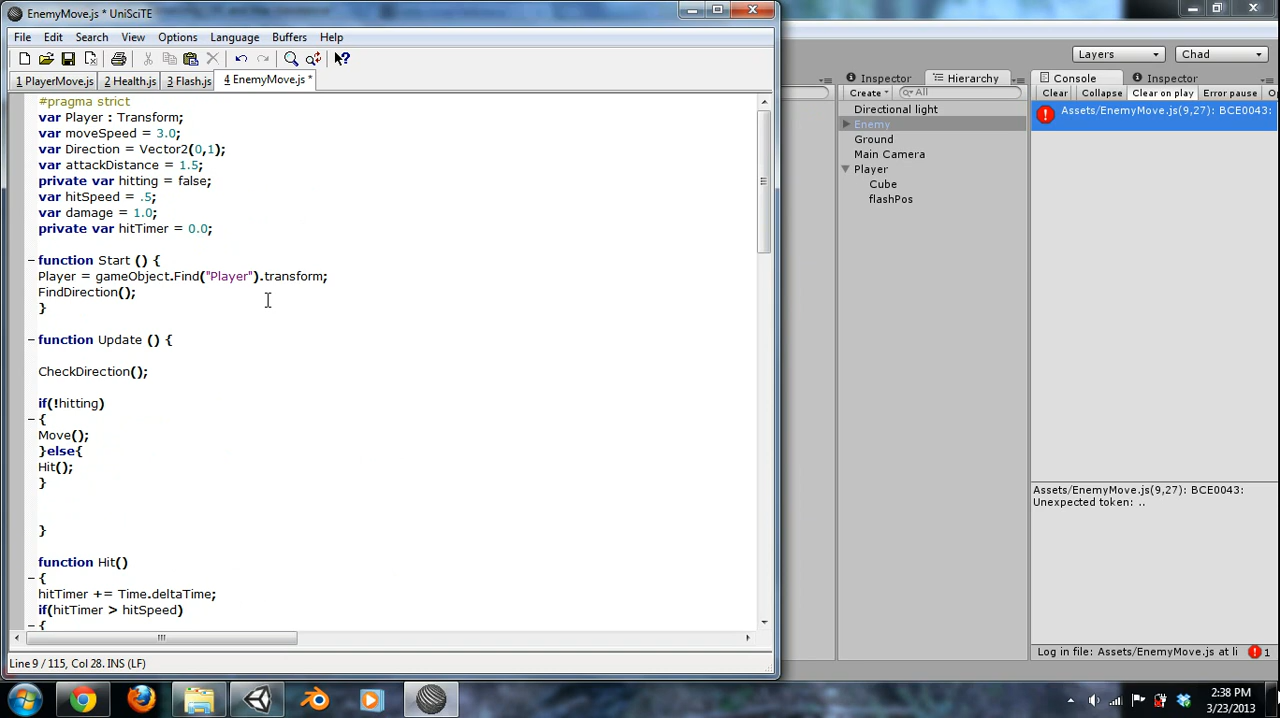 EnemyMove.js * UniSciTE
File Edit Search View Options Language Buffers Help
1 PlayerMove.js 2 Health.js 3 Flash.js 4 EnemyMove.js *
#pragma strict
var Player : Transform;
var moveSpeed = 3.0;
var Direction = Vector2(0,1);
var attackDistance = 1.5;
private var hitting = false;
var hitSpeed = .5;
var damage = 1.0;
private var hitTimer = 0.0;
function Start () {
Player = gameObject.Find("Player").transform;
FindDirection();
}
function Update () {
CheckDirection();
if(!hitting)
{
Move();
}else{
Hit();
}
}
function Hit()
{
hitTimer += Time.deltaTime;
if(hitTimer > hitSpeed)
{
Line 9 / 115, Col 28. INS (LF)
Layers Chad
Inspector Hierarchy
Create All
Directional light
Enemy
Ground
Main Camera
Player
Cube
flashPos
Console Inspector
Clear Collapse Clear on play Error pause
Assets/EnemyMove.js(9,27): BCE0043:
Assets/EnemyMove.js(9,27): BCE0043:
Unexpected token: ..
Log in file: Assets/EnemyMove.js at li 1
2:38 PM
3/23/2013